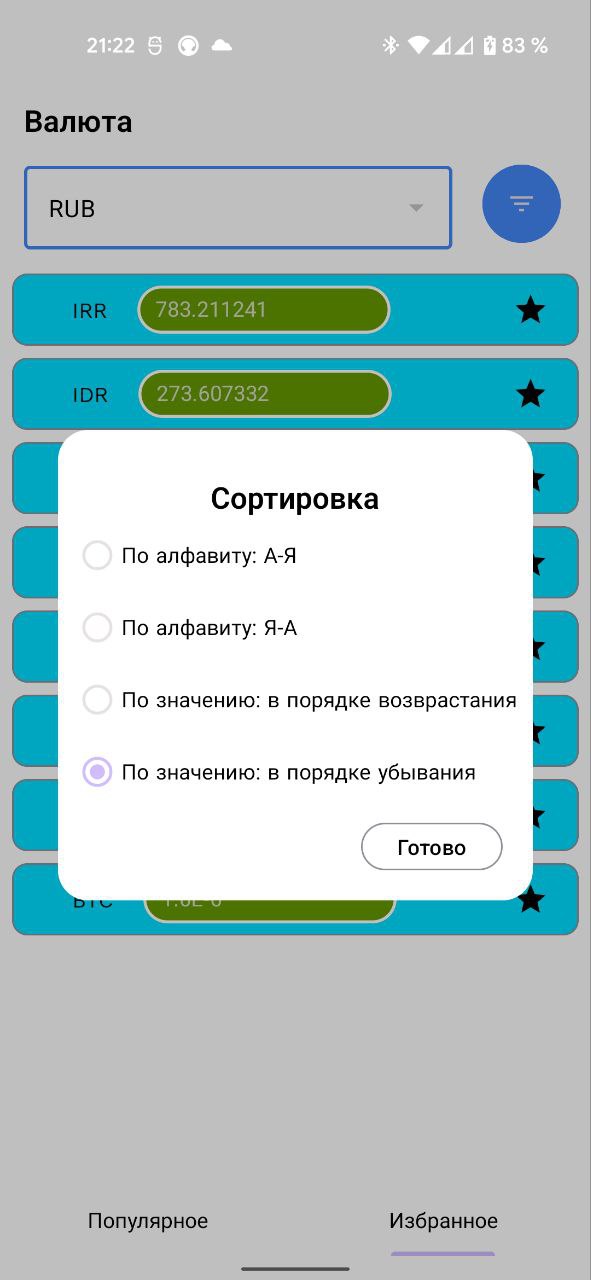 21:22 83 %
Валюта
RUB
IRR 783.211241
IDR 273.607332
Сортировка
По алфавиту: А-Я
По алфавиту: Я-А
По значению: в порядке возврастания
По значению: в порядке убывания
Готово
BTC
Популярное Избранное